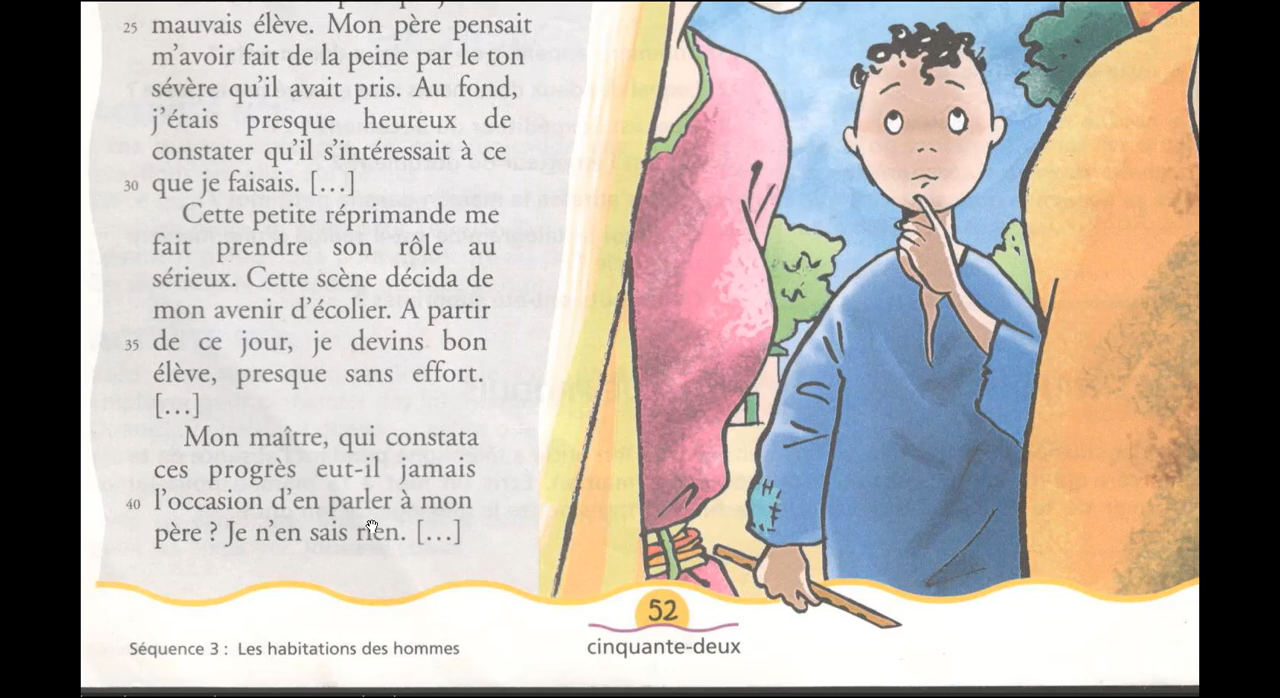 25 mauvais élève. Mon père pensait
m'avoir fait de la peine par le ton
sévère qu'il avait pris. Au fond,
j'étais presque heureux de
constater qu'il s'intéressait à ce
30 que je faisais. […]
Cette petite réprimande me
fait prendre son rôle au
sérieux. Cette scène décida de
mon avenir d'écolier. A partir
35 de ce jour, je devins bon
élève, presque sans effort.
[…]
Mon maître, qui constata
ces progrès eut-il jamais
40 l'occasion d'en parler à mon
père ? Je n'en sais rien. […]
52
cinquante-deux
Séquence 3 : Les habitations des hommes